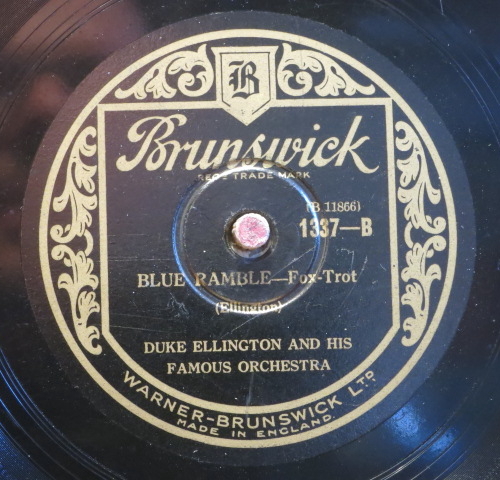 B
Brunswick
REGD TRADE MARK
(B 11866)
1337—B
BLUE RAMBLE—Fox-Trot
(Ellington)
DUKE ELLINGTON AND HIS
FAMOUS ORCHESTRA
WARNER-BRUNSWICK LTD
MADE IN ENGLAND.